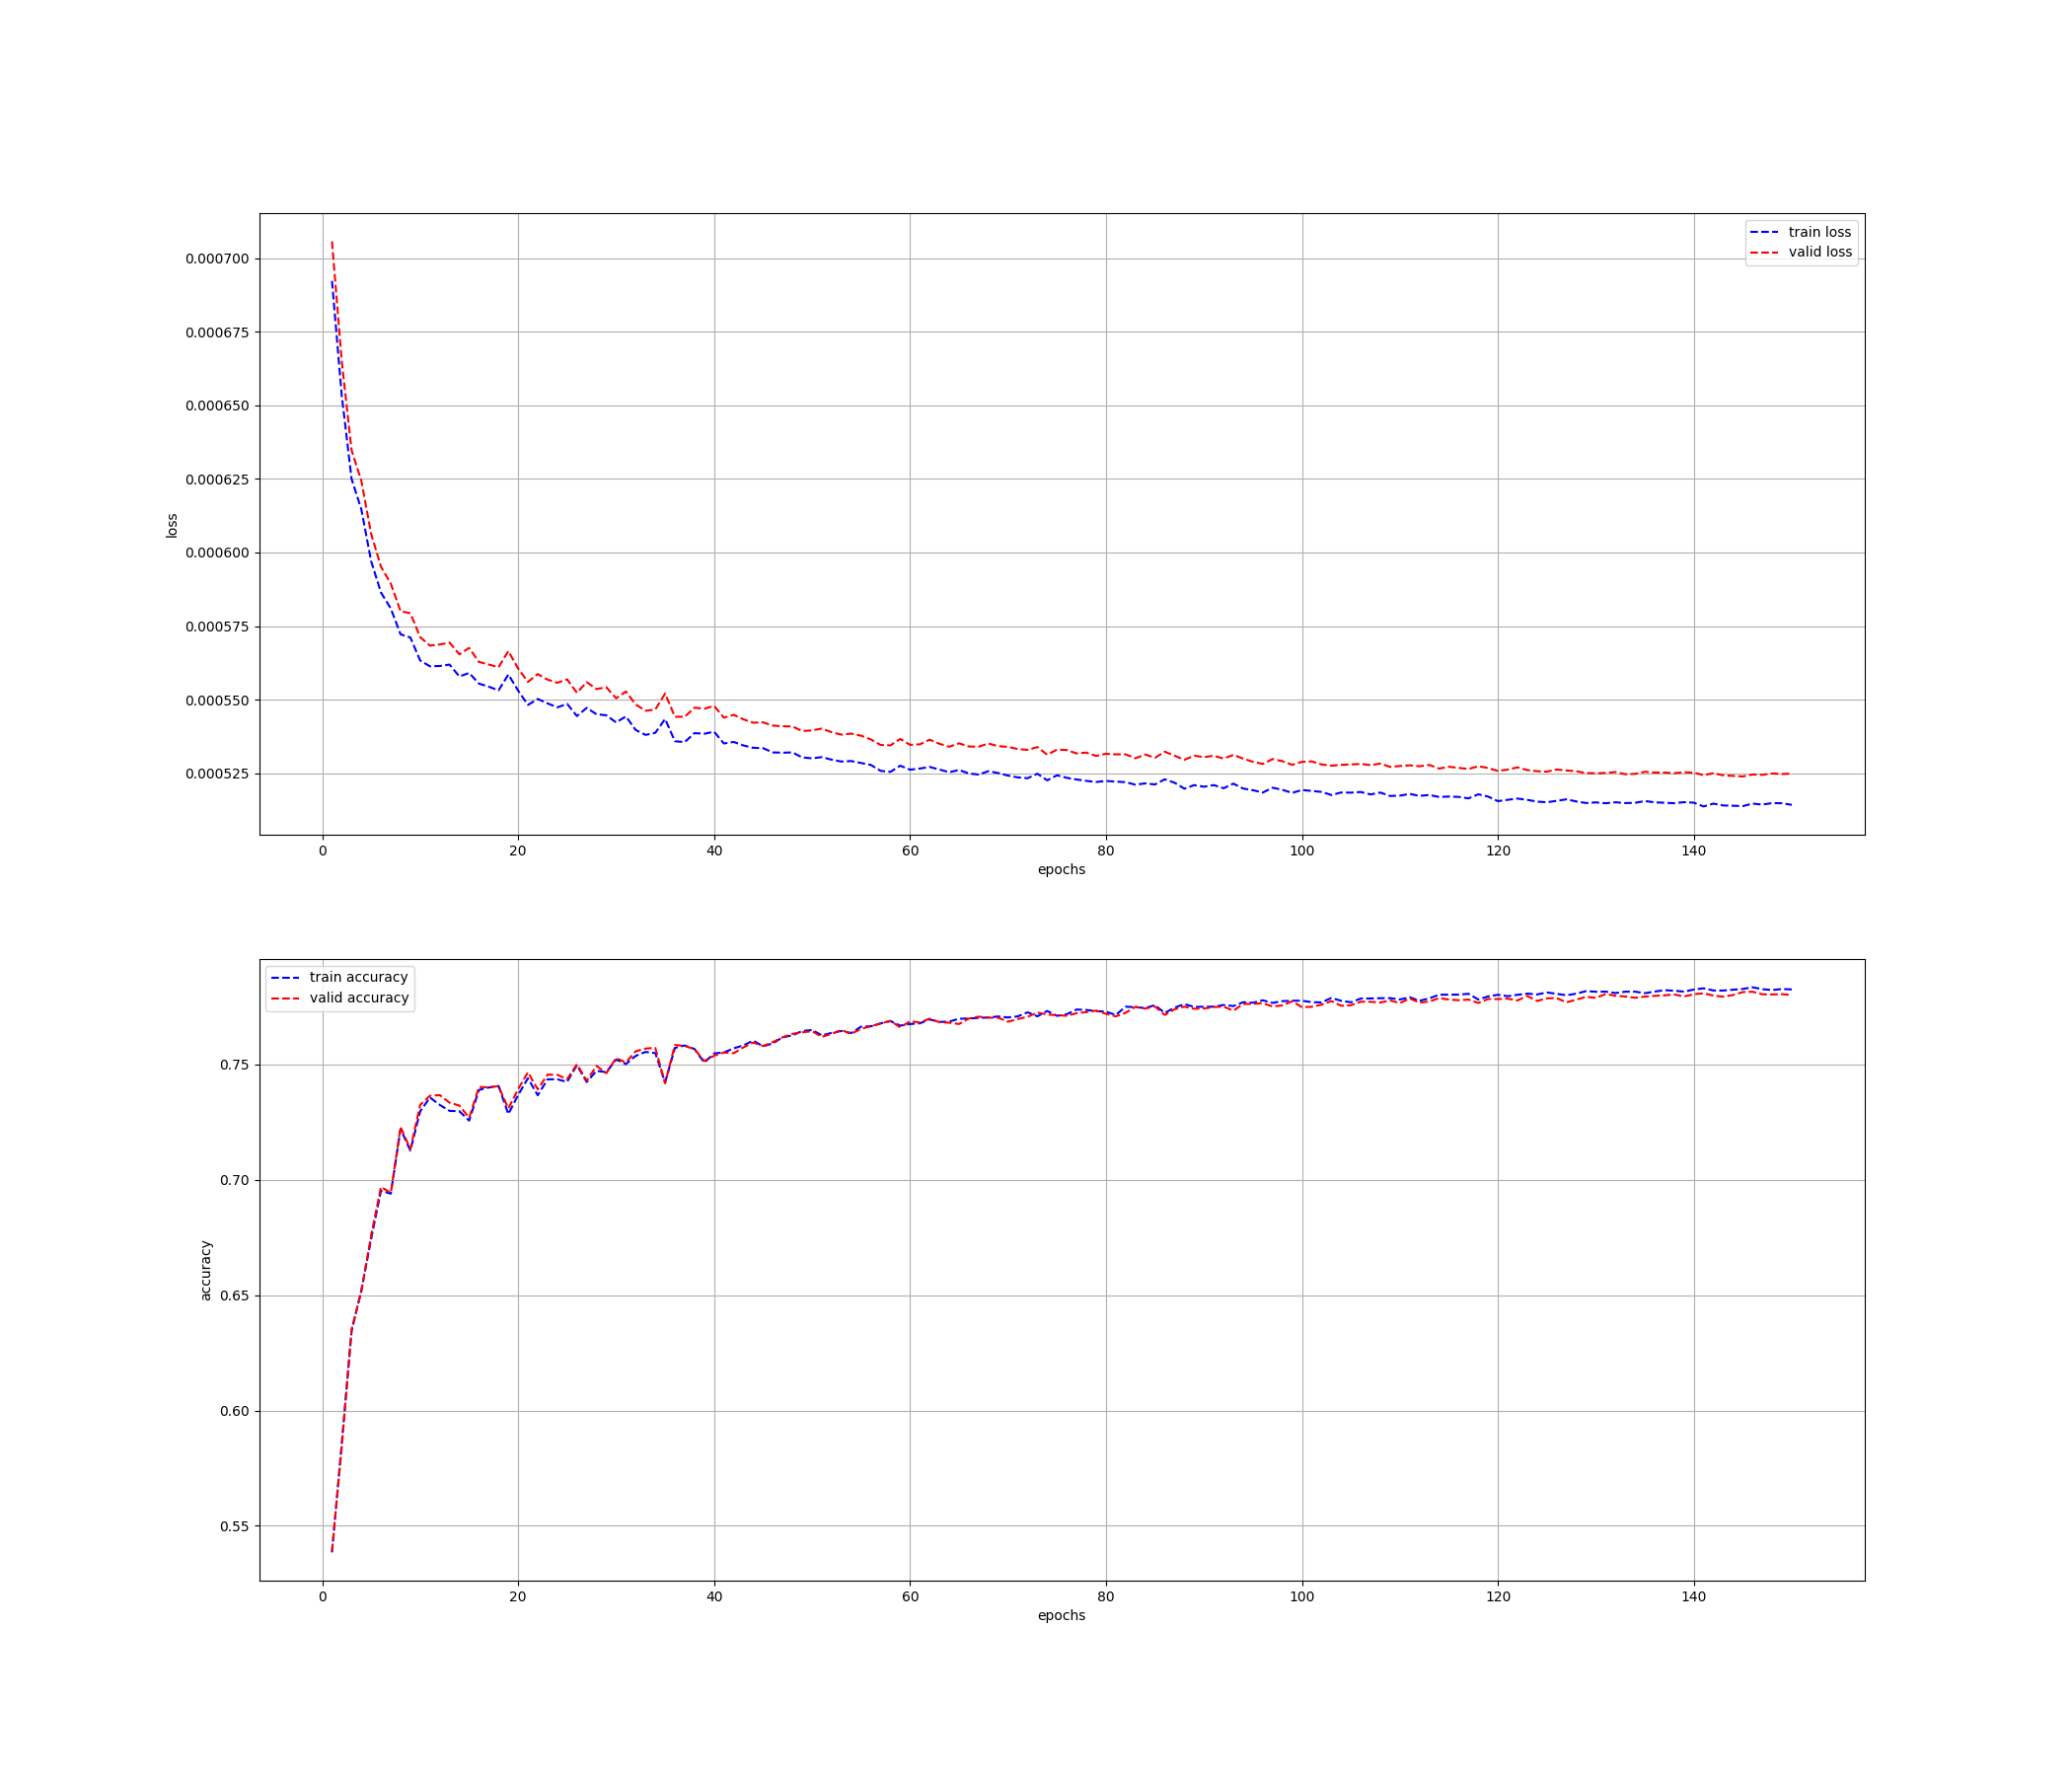 train loss
valid loss
0.000700
0.000675
0.000650
0.000625
0.000600
0.000575
0.000550
0.000525
loss
0 20 40 60 80 100 120 140
epochs
train accuracy
valid accuracy
0.75
0.70
0.65
0.60
0.55
accuracy
0 20 40 60 80 100 120 140
epochs